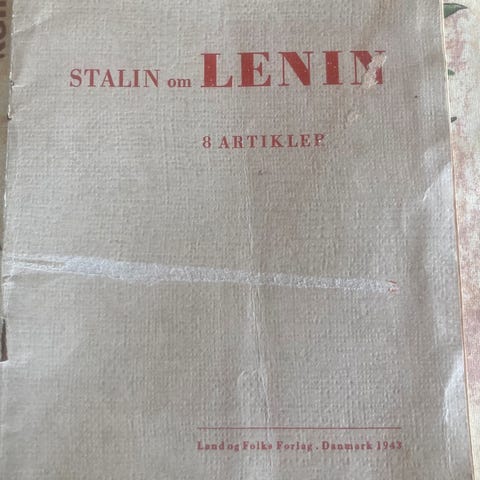 STALIN om LENIN
8 ARTIKLER
Land og Folks Forlag . Danmark 1943